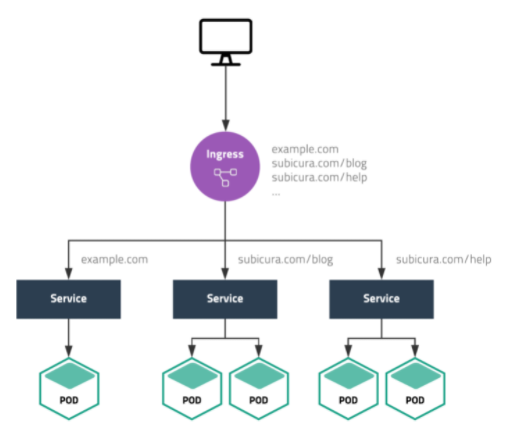 Ingress
example.com
subicura.com/blog
subicura.com/help
...
example.com
subicura.com/blog
subicura.com/help
Service
Service
Service
POD
POD
POD
POD
POD